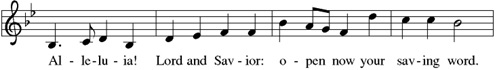 Al - le-lu - ia! Lord and Sav - ior: o - pen now your sav-ing word.